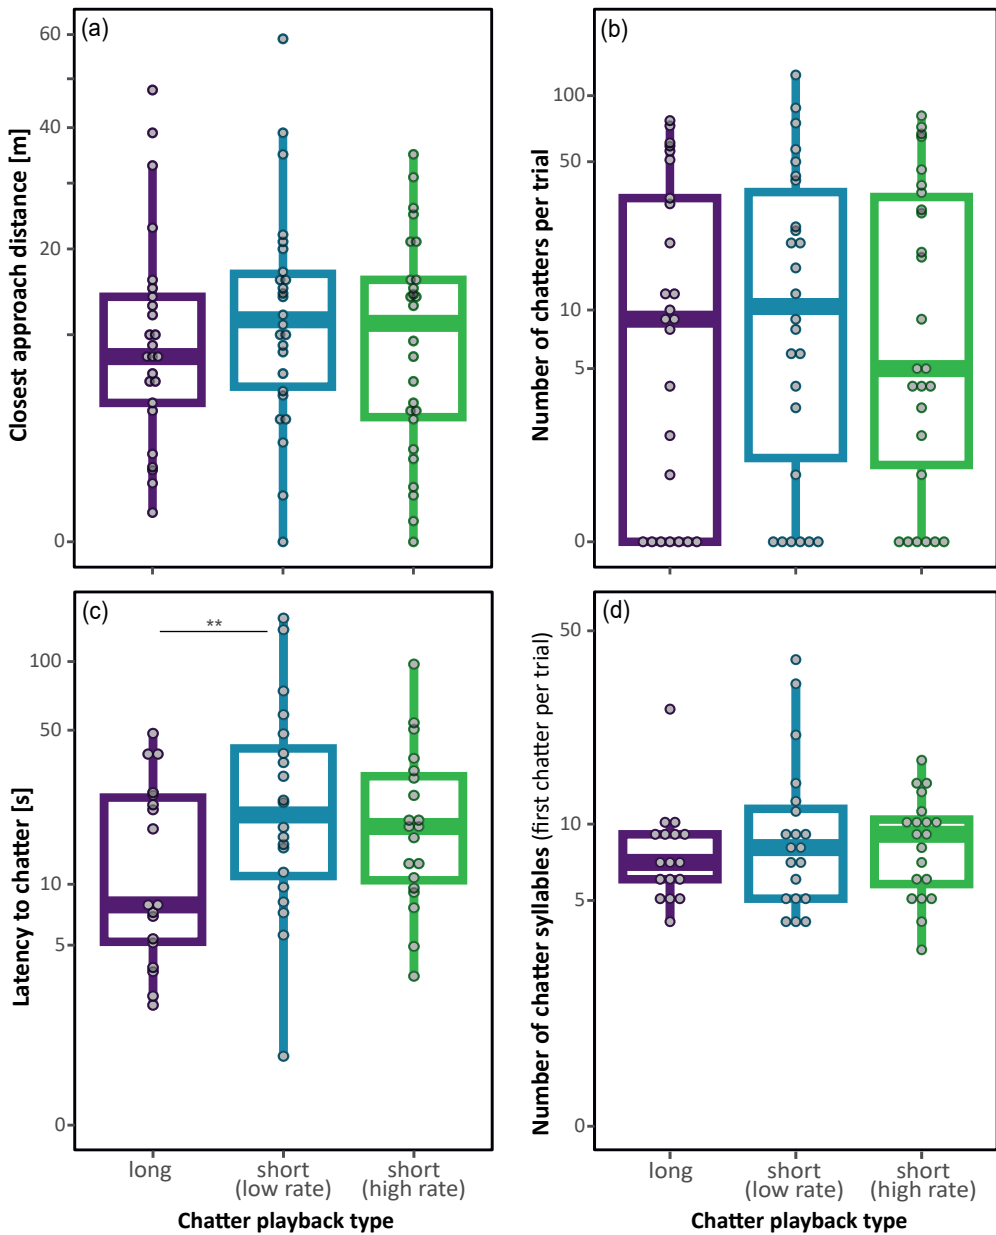 (a)
60
40
20
0
Closest approach distance [m]
(b)
100
50
10
5
0
Number of chatters per trial
(c)
**
100
50
10
5
0
Latency to chatter [s]
long
short
(low rate)
short
(high rate)
Chatter playback type
(d)
50
10
5
0
Number of chatter syllables (first chatter per trial)
long
short
(low rate)
short
(high rate)
Chatter playback type